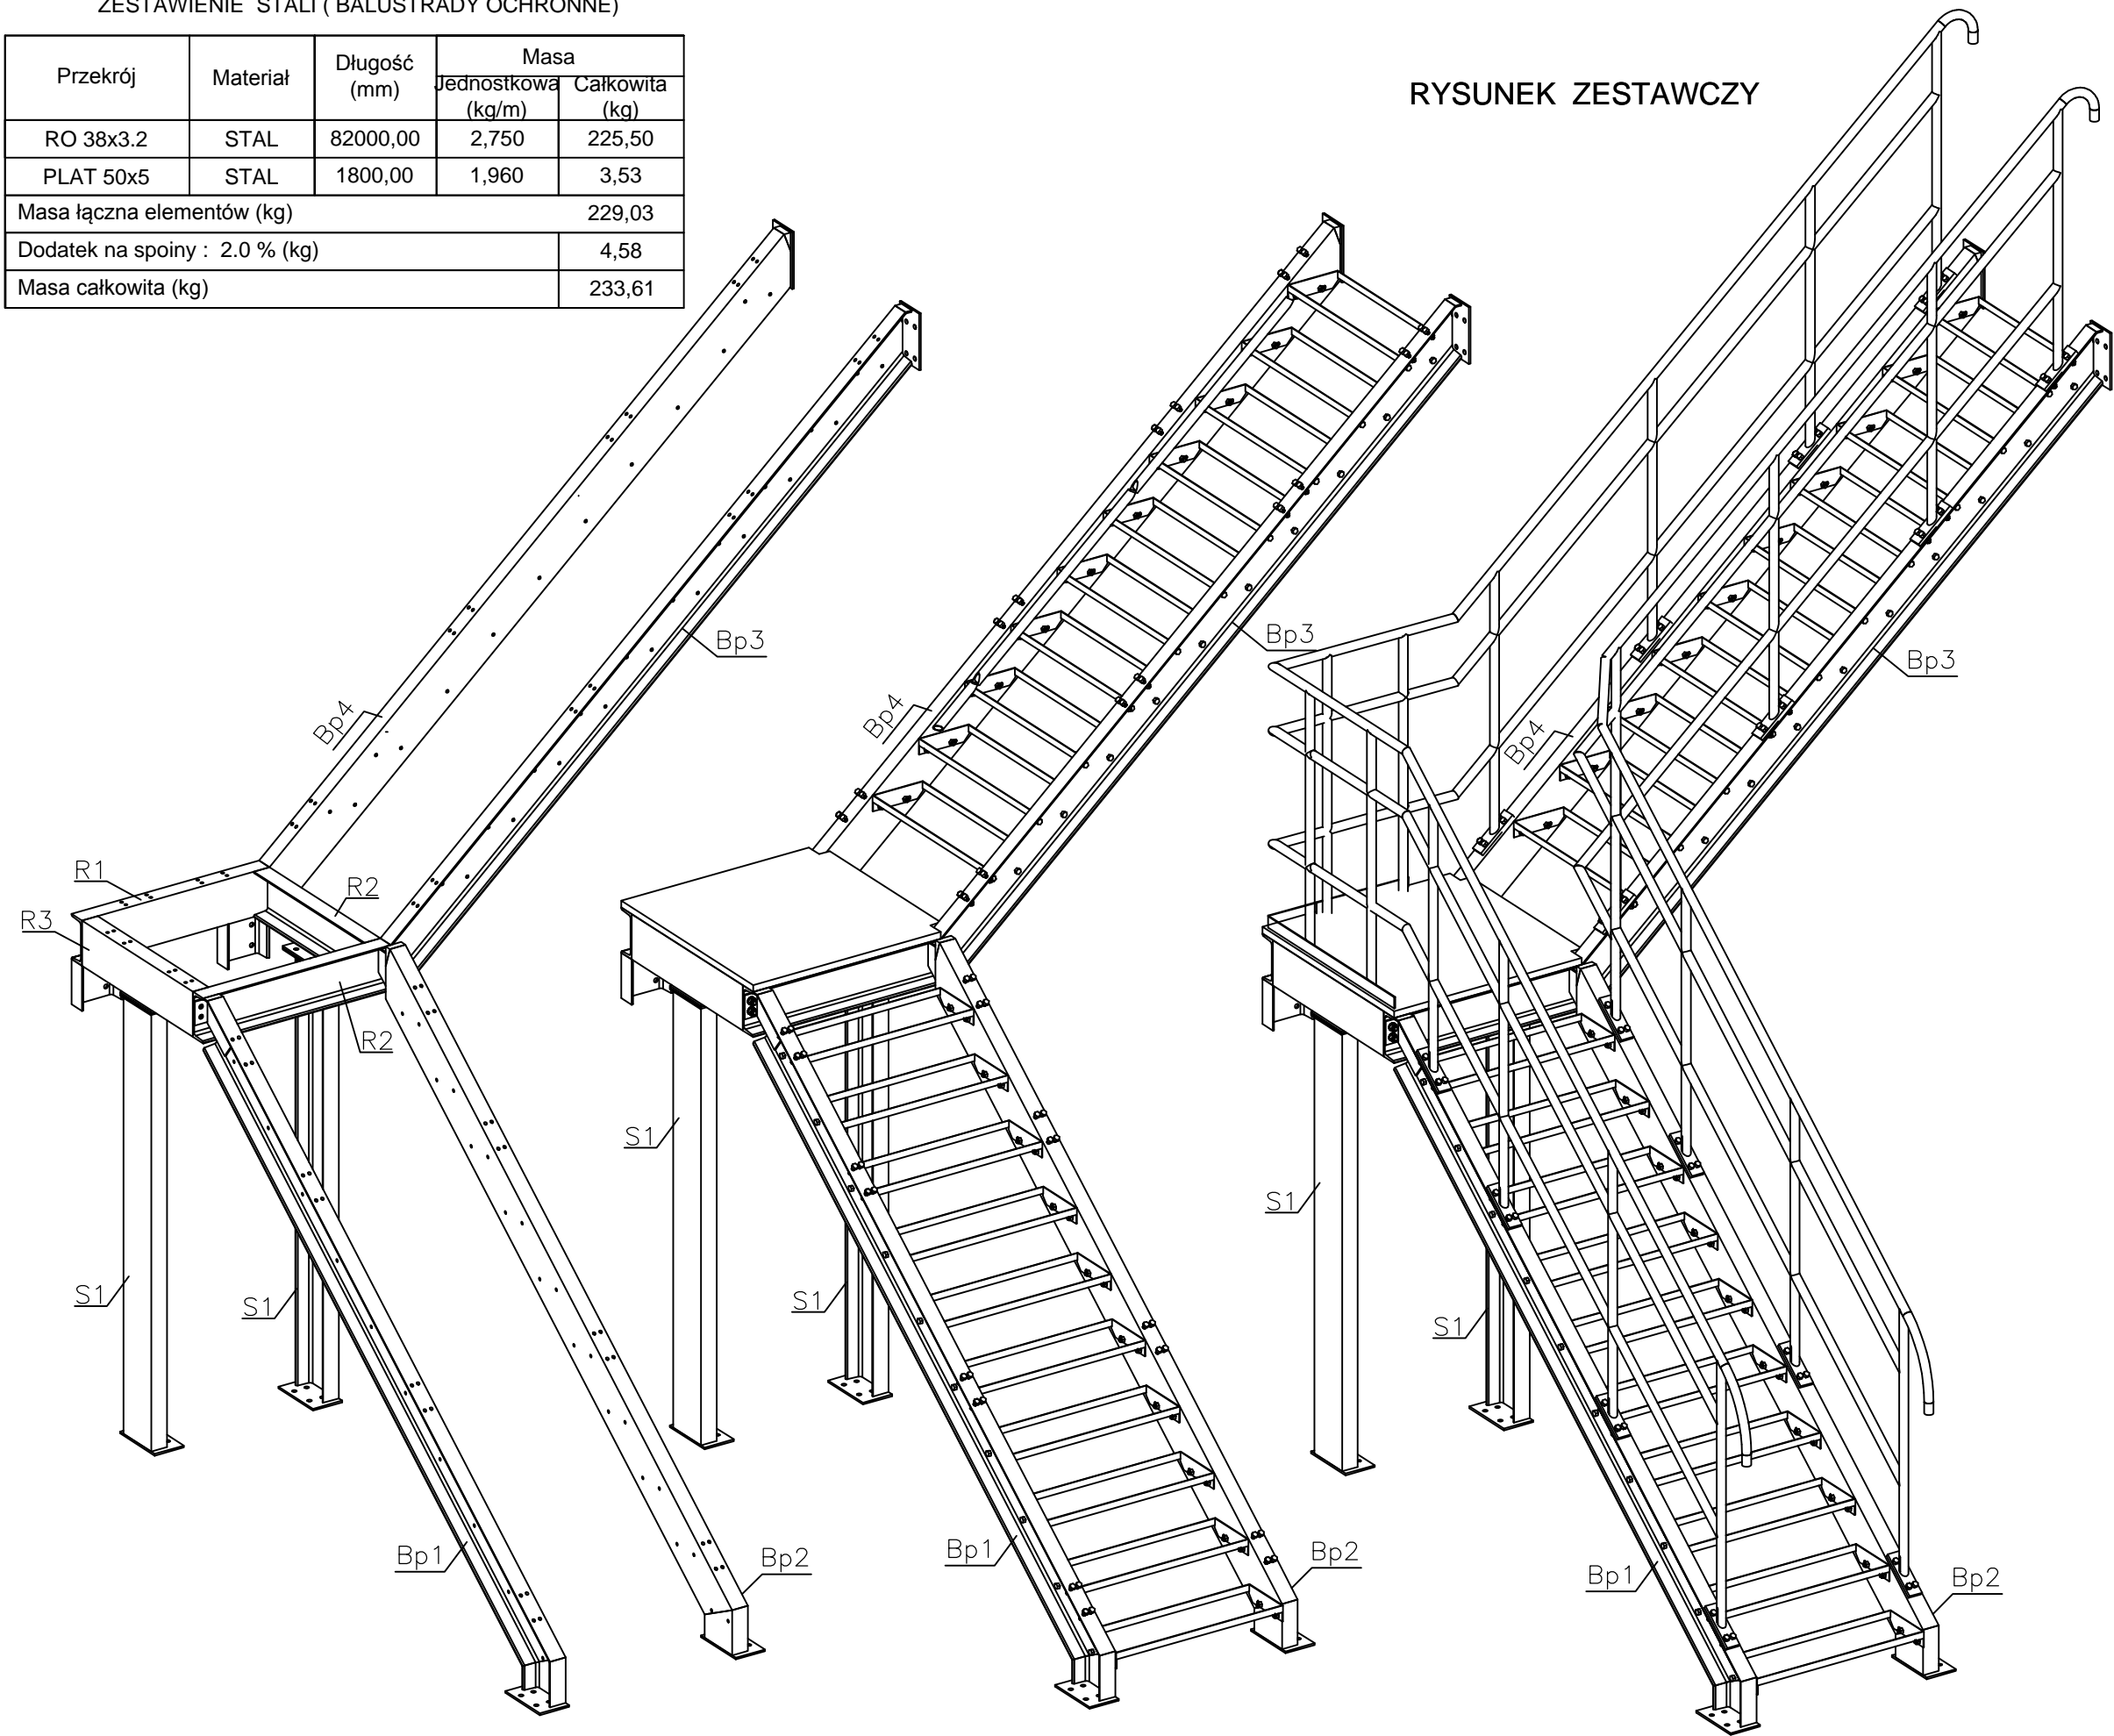 ZESTAWIENIE STALI ( BALUSTRADY OCHRONNE)
Przekrój Materiał Długość (mm) Masa
Jednostkowa (kg/m) Całkowita (kg)
RO 38x3.2 STAL 82000,00 2,750 225,50
PLAT 50x5 STAL 1800,00 1,960 3,53
Masa łączna elementów (kg) 229,03
Dodatek na spoiny : 2.0 % (kg) 4,58
Masa całkowita (kg) 233,61
RYSUNEK ZESTAWCZY
Bp3
Bp4
R1
R2
R3
R2
S1
S1
Bp1
Bp2
Bp3
Bp4
S1
S1
Bp1
Bp2
Bp3
Bp4
S1
S1
Bp1
Bp2